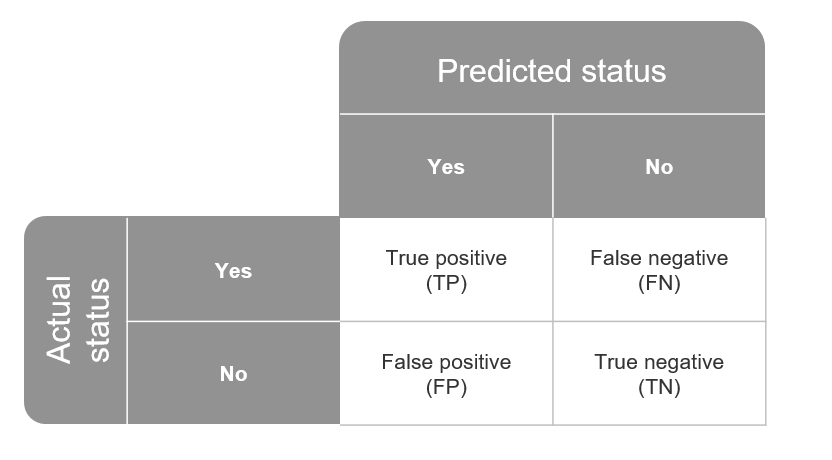 Predicted status
Yes
No
Actual
status
Yes
True positive
(TP)
False negative
(FN)
No
False positive
(FP)
True negative
(TN)